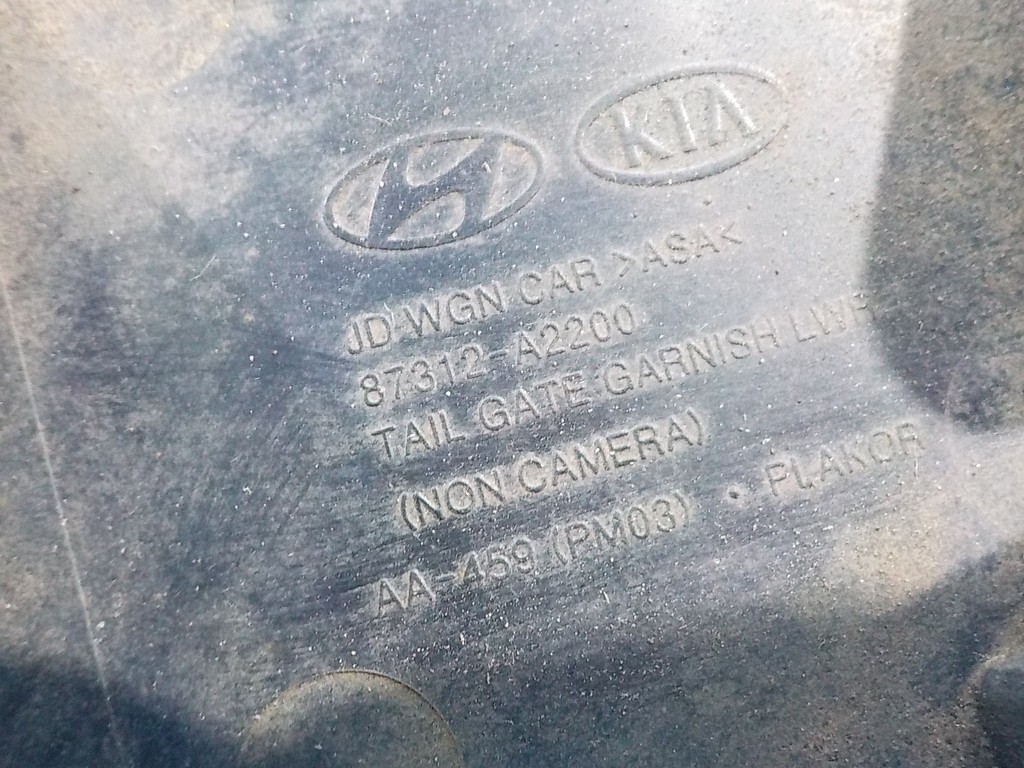 KIA
JD-WGN CAR >ASA<
87312-A2200
TAIL GATE GARNISH LWR
(NON CAMERA)
AA-459 (PM03) • PLAKOR